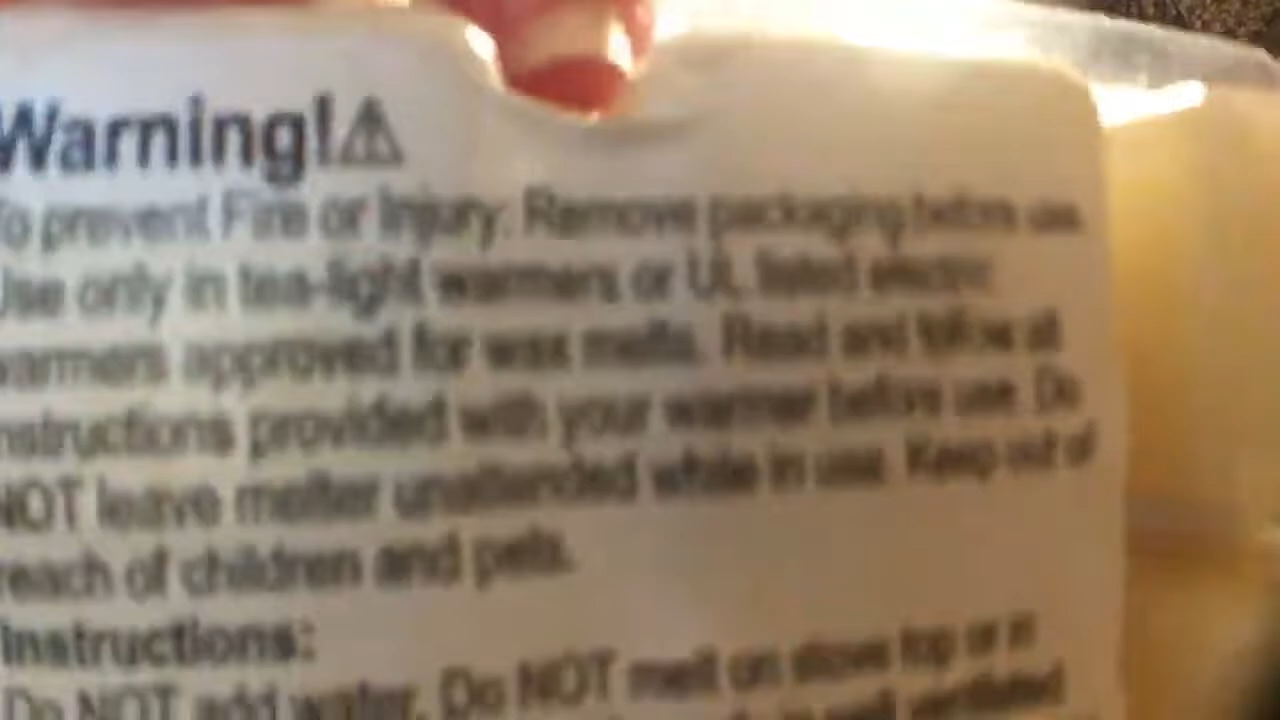 Warning!⚠
To prevent Fire or Injury: Remove packaging before use.
Use only in tea-light warmers or UL listed electric
warmers approved for wax melts. Read and follow all
instructions provided with your warmer before use. Do
NOT leave melter unattended while in use. Keep out of
reach of children and pets.
Instructions:
Do NOT add water. Do NOT melt on stove top or in
in well ventilated